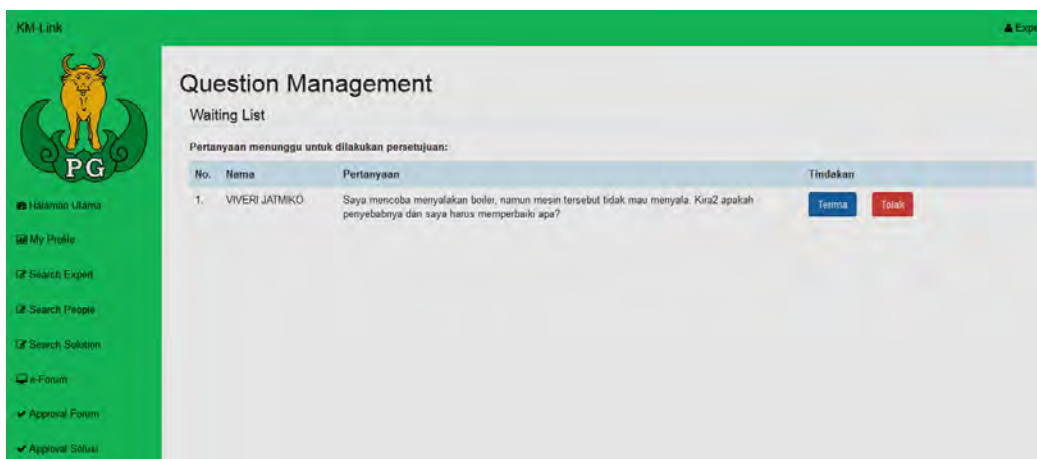 KM-Link
Expe
PG
Question Management
Waiting List
Pertanyaan menunggu untuk dilakukan persetujuan:
No. Nama Pertanyaan Tindakan
1. VIVERI JATMIKO Saya mencoba menyalakan boiler, namun mesin tersebut tidak mau menyala. Kira2 apakah
penyebabnya dan saya harus memperbaiki apa?
Terima Tolak
Halaman Utama
My Profile
Search Expert
Search People
Search Solution
e-Forum
Approval Forum
Approval Solusi